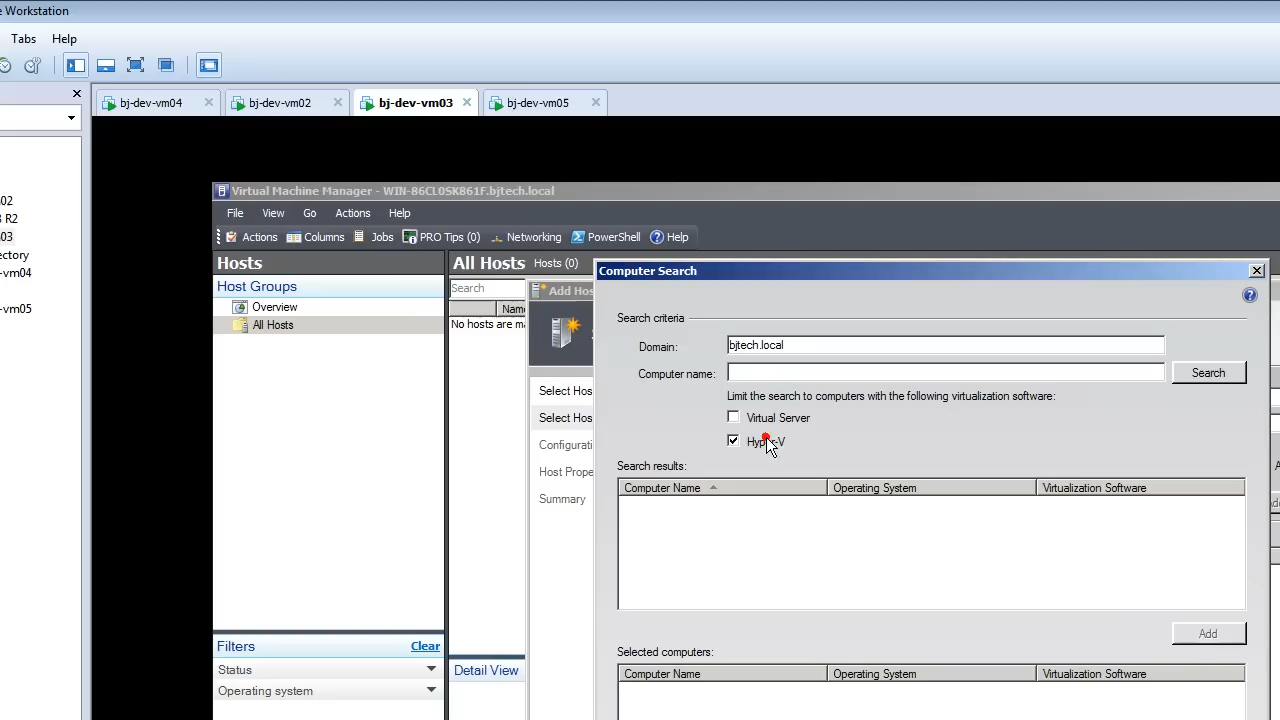 e Workstation
Tabs Help
bj-dev-vm04 bj-dev-vm02 bj-dev-vm03 bj-dev-vm05
02
R2
03
ectory
-vm04
-vm05
Virtual Machine Manager - WIN-86CL0SK861F.bjtech.local
File View Go Actions Help
Actions Columns Jobs PRO Tips (0) Networking PowerShell Help
Hosts
Host Groups
Overview
All Hosts
Filters Clear
Status
Operating system
All Hosts Hosts (0)
Search
Name
No hosts are ma
Detail View
Add Hos
Select Hos
Select Hos
Configurati
Host Prope
Summary
Computer Search
Search criteria
Domain: bjtech.local
Computer name: Search
Limit the search to computers with the following virtualization software:
Virtual Server
Hyper-V
Search results:
Computer Name Operating System Virtualization Software
Add
Selected computers:
Computer Name Operating System Virtualization Software